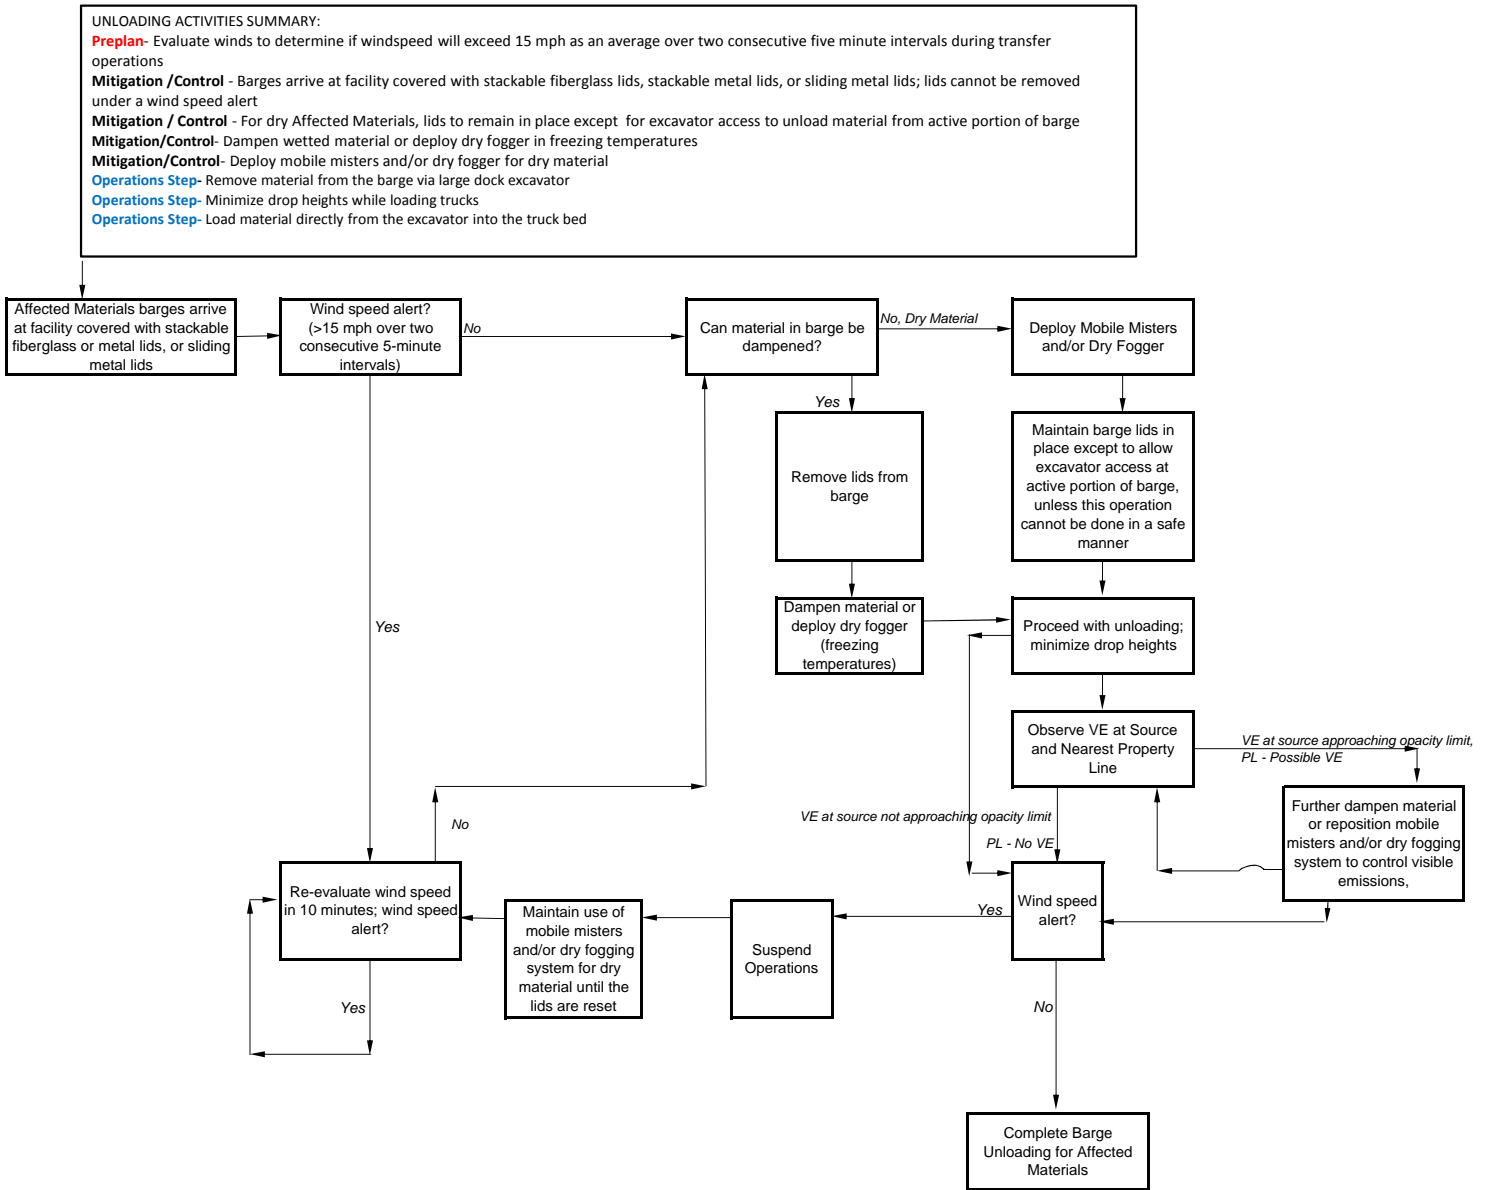 UNLOADING ACTIVITIES SUMMARY:
Preplan- Evaluate winds to determine if windspeed will exceed 15 mph as an average over two consecutive five minute intervals during transfer
operations
Mitigation /Control - Barges arrive at facility covered with stackable fiberglass lids, stackable metal lids, or sliding metal lids; lids cannot be removed
under a wind speed alert
Mitigation / Control - For dry Affected Materials, lids to remain in place except for excavator access to unload material from active portion of barge
Mitigation/Control- Dampen wetted material or deploy dry fogger in freezing temperatures
Mitigation/Control- Deploy mobile misters and/or dry fogger for dry material
Operations Step- Remove material from the barge via large dock excavator
Operations Step- Minimize drop heights while loading trucks
Operations Step- Load material directly from the excavator into the truck bed
Affected Materials barges arrive
at facility covered with stackable
fiberglass or metal lids, or sliding
metal lids
Wind speed alert?
(>15 mph over two
consecutive 5-minute
intervals)
No
Can material in barge be
dampened?
No, Dry Material
Deploy Mobile Misters
and/or Dry Fogger
Yes
Remove lids from
barge
Maintain barge lids in
place except to allow
excavator access at
active portion of barge,
unless this operation
cannot be done in a safe
manner
Yes
Dampen material or
deploy dry fogger
(freezing
temperatures)
Proceed with unloading;
minimize drop heights
Observe VE at Source
and Nearest Property
Line
VE at source approaching opacity limit,
PL - Possible VE
VE at source not approaching opacity limit
PL - No VE
Further dampen material
or reposition mobile
misters and/or dry fogging
system to control visible
emissions,
No
Re-evaluate wind speed
in 10 minutes; wind speed
alert?
Maintain use of
mobile misters
and/or dry fogging
system for dry
material until the
lids are reset
Suspend
Operations
Yes
Wind speed
alert?
Yes
No
Complete Barge
Unloading for Affected
Materials